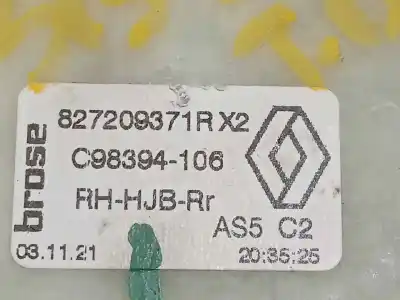 brose
827209371R X2
C98394-106
RH-HJB-Rr
AS5 C2
03.11.21 20:35:25